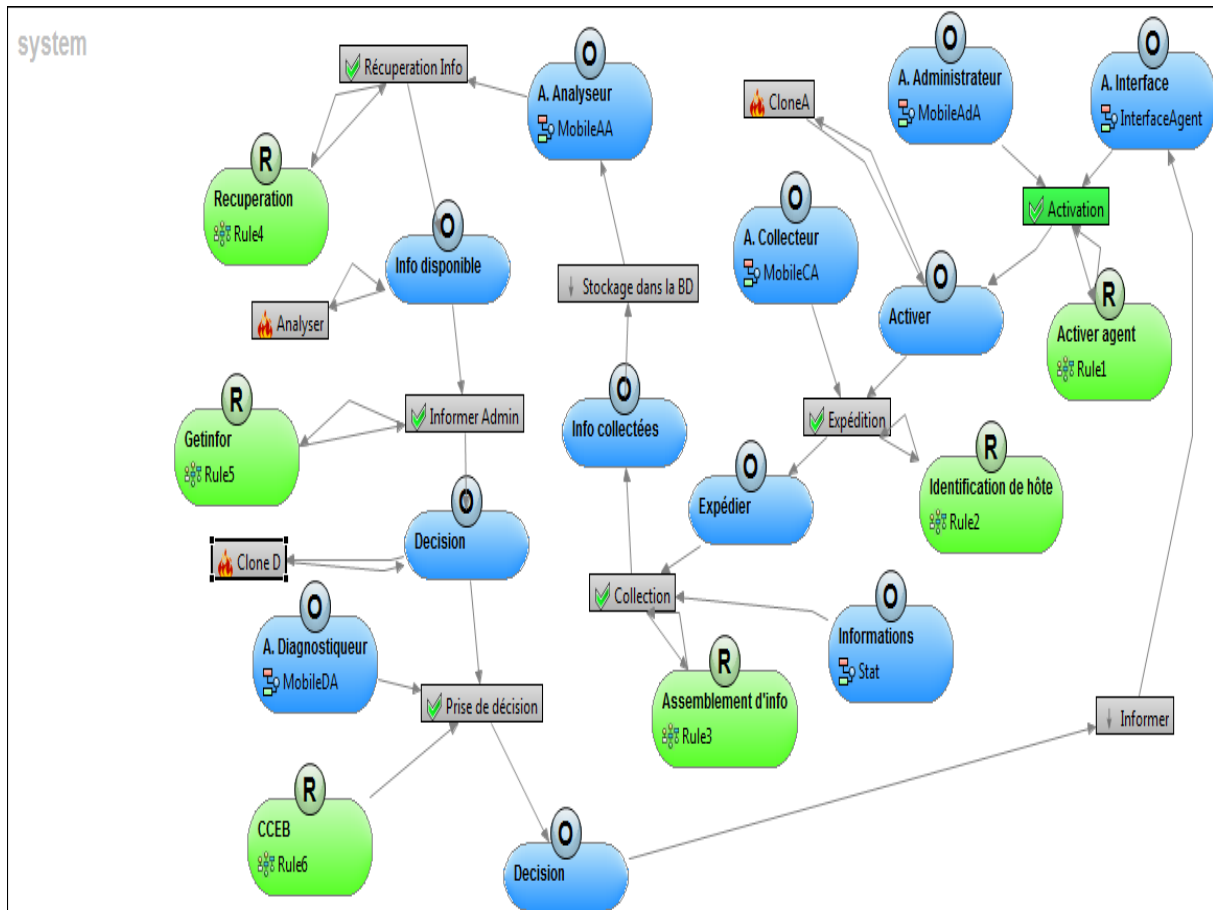 system
O
Récuperation Info
A. Analyseur
MobileAA
O
A. Administrateur
MobileAdA
O
A. Interface
InterfaceAgent
CloneA
R
Recuperation
Rule4
O
Info disponible
O
A. Collecteur
MobileCA
Activation
Stockage dans la BD
O
Activer
R
Activer agent
Rule1
Analyser
R
Getinfor
Rule5
Informer Admin
O
Info collectées
Expédition
R
Identification de hôte
Rule2
O
Expédier
O
Decision
Clone D
Collection
O
Informations
Stat
O
A. Diagnostiqueur
MobileDA
R
Assemblement d'info
Rule3
Prise de décision
Informer
R
CCEB
Rule6
O
Decision